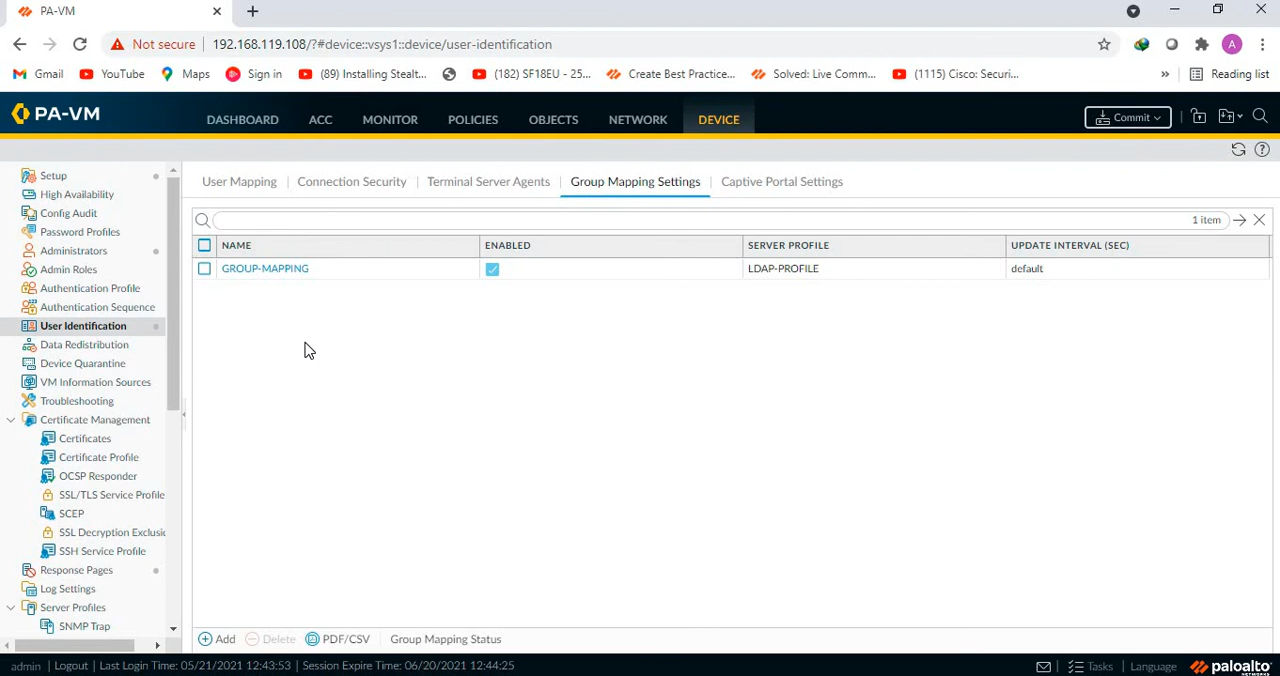 PA-VM
Not secure
192.168.119.108/?#device::vsys1::device/user-identification
A
Gmail
YouTube
Maps
Sign in
(89) Installing Stealt...
(182) SF18EU - 25...
Create Best Practice...
Solved: Live Comm...
(1115) Cisco: Securi...
»
Reading list
PA-VM
DASHBOARD
ACC
MONITOR
POLICIES
OBJECTS
NETWORK
DEVICE
Commit
Setup
High Availability
Config Audit
Password Profiles
Administrators
Admin Roles
Authentication Profile
Authentication Sequence
User Identification
Data Redistribution
Device Quarantine
VM Information Sources
Troubleshooting
Certificate Management
Certificates
Certificate Profile
OCSP Responder
SSL/TLS Service Profile
SCEP
SSL Decryption Exclusio
SSH Service Profile
Response Pages
Log Settings
Server Profiles
SNMP Trap
User Mapping
Connection Security
Terminal Server Agents
Group Mapping Settings
Captive Portal Settings
1 item
NAME
ENABLED
SERVER PROFILE
UPDATE INTERVAL (SEC)
GROUP-MAPPING
LDAP-PROFILE
default
Add
Delete
PDF/CSV
Group Mapping Status
admin | Logout | Last Login Time: 05/21/2021 12:43:53 | Session Expire Time: 06/20/2021 12:44:25
Tasks | Language
paloalto
NETWORKS